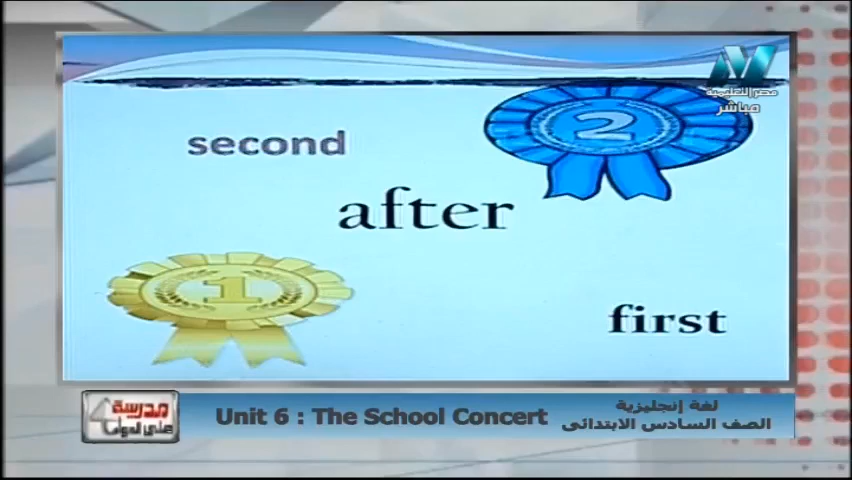 مصر التعليمية
مباشر
2
second
after
1
first
مدرسة
على الهواء
Unit 6 : The School Concert
لغة إنجليزية
الصف السادس الابتدائى